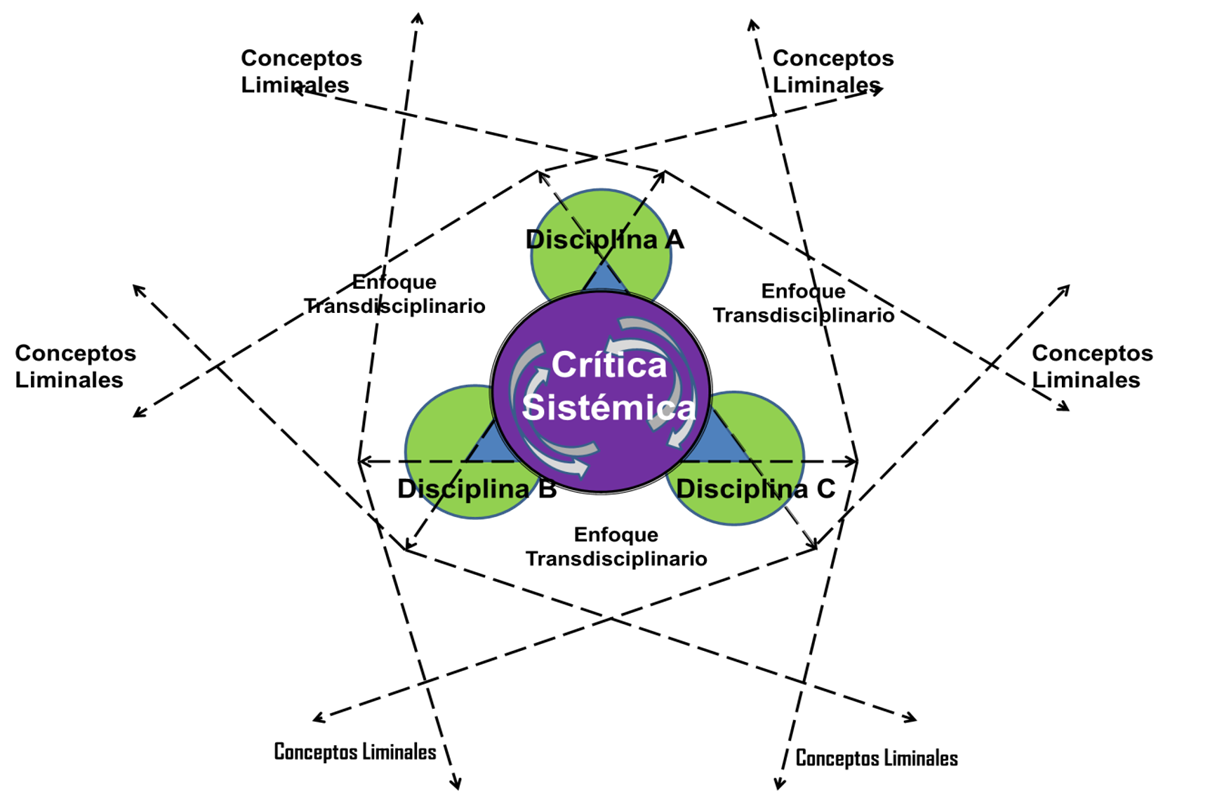 Conceptos
Liminales
Conceptos
Liminales
Disciplina A
Enfoque
Transdisciplinario
Enfoque
Transdisciplinario
Conceptos
Liminales
Crítica
Sistémica
Conceptos
Liminales
Disciplina B
Disciplina C
Enfoque
Transdisciplinario
Conceptos Liminales
Conceptos Liminales